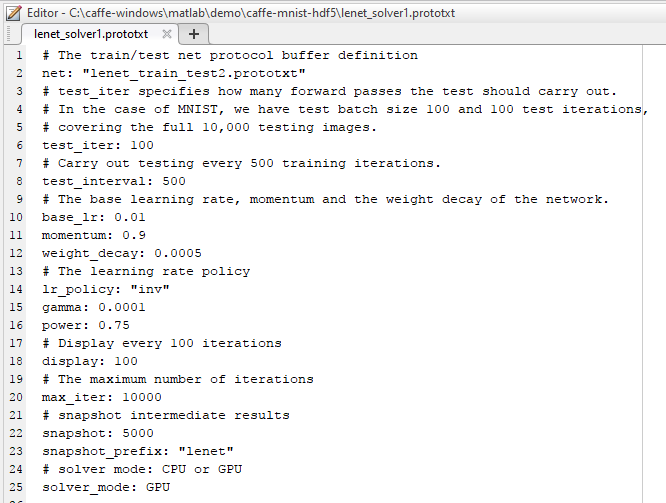 Editor - C:\caffe-windows\matlab\demo\caffe-mnist-hdf5\lenet_solver1.prototxt
lenet_solver1.prototxt
1 # The train/test net protocol buffer definition
2 net: "lenet_train_test2.prototxt"
3 # test_iter specifies how many forward passes the test should carry out.
4 # In the case of MNIST, we have test batch size 100 and 100 test iterations,
5 # covering the full 10,000 testing images.
6 test_iter: 100
7 # Carry out testing every 500 training iterations.
8 test_interval: 500
9 # The base learning rate, momentum and the weight decay of the network.
10 base_lr: 0.01
11 momentum: 0.9
12 weight_decay: 0.0005
13 # The learning rate policy
14 lr_policy: "inv"
15 gamma: 0.0001
16 power: 0.75
17 # Display every 100 iterations
18 display: 100
19 # The maximum number of iterations
20 max_iter: 10000
21 # snapshot intermediate results
22 snapshot: 5000
23 snapshot_prefix: "lenet"
24 # solver mode: CPU or GPU
25 solver_mode: GPU